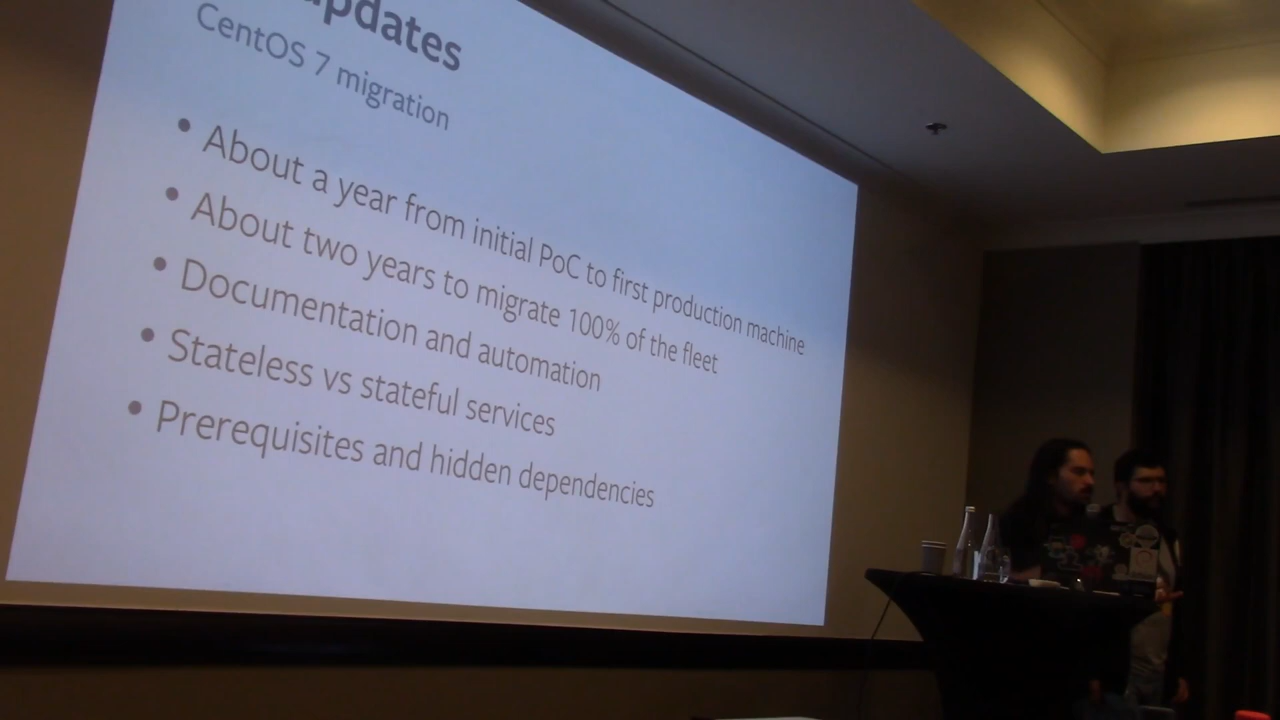 updates
CentOS 7 migration
• About a year from initial PoC to first production machine
• About two years to migrate 100% of the fleet
• Documentation and automation
• Stateless vs stateful services
• Prerequisites and hidden dependencies